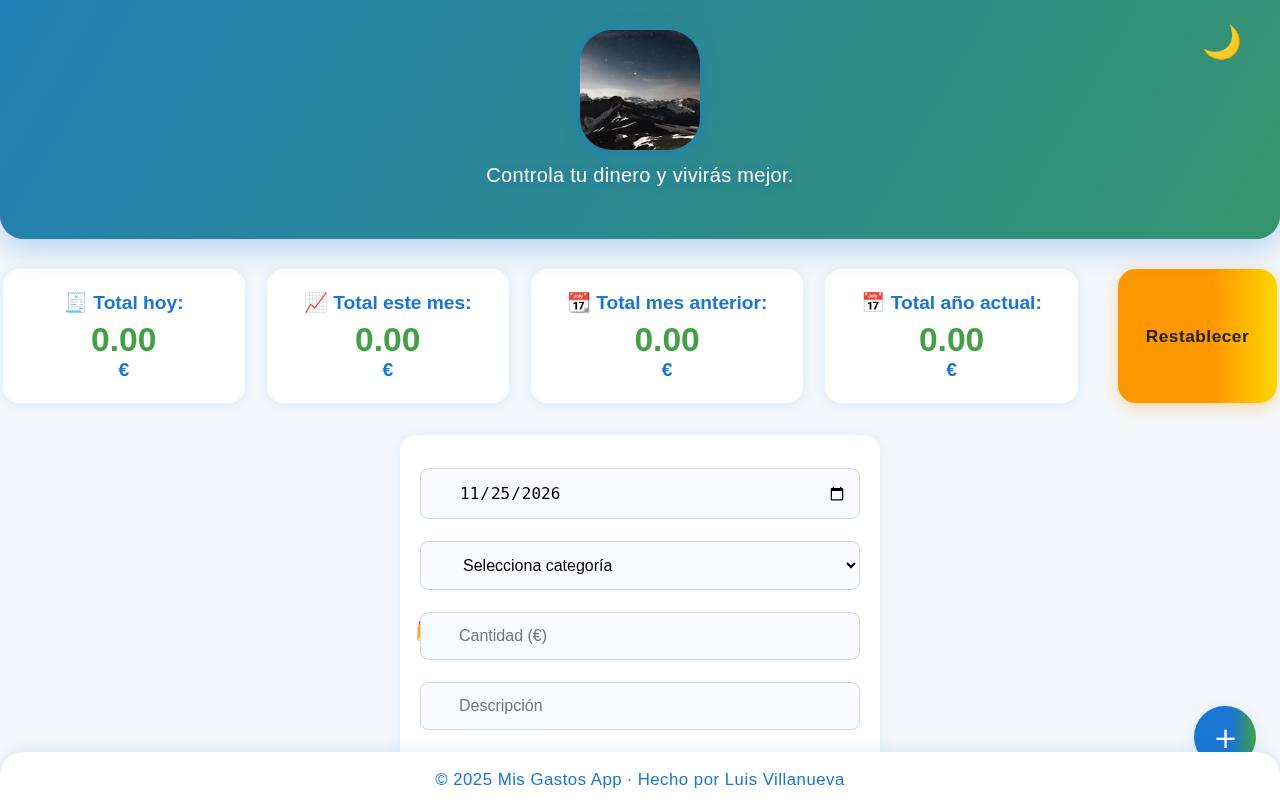 Controla tu dinero y vivirás mejor.
🧾 Total hoy:
0.00
€
📈 Total este mes:
0.00
€
📆 Total mes anterior:
0.00
€
📅 Total año actual:
0.00
€
Restablecer
11/25/2026
Selecciona categoría
Cantidad (€)
Descripción
+
© 2025 Mis Gastos App · Hecho por Luis Villanueva